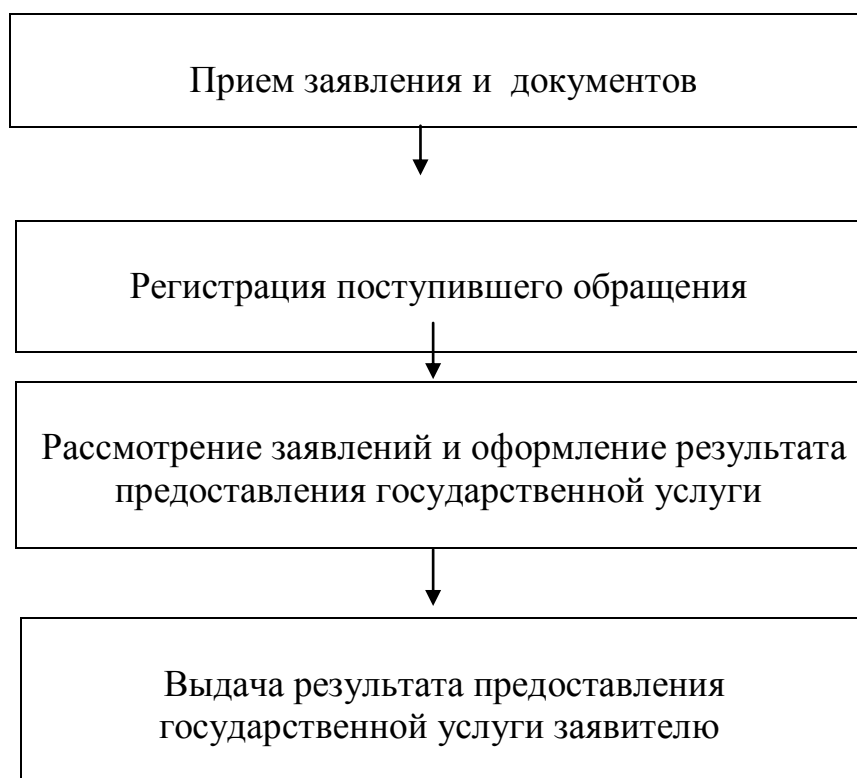 Прием заявления и  документов
Регистрация поступившего обращения
Рассмотрение заявлений и оформление результата
предоставления государственной услуги
Выдача результата предоставления
государственной услуги заявителю